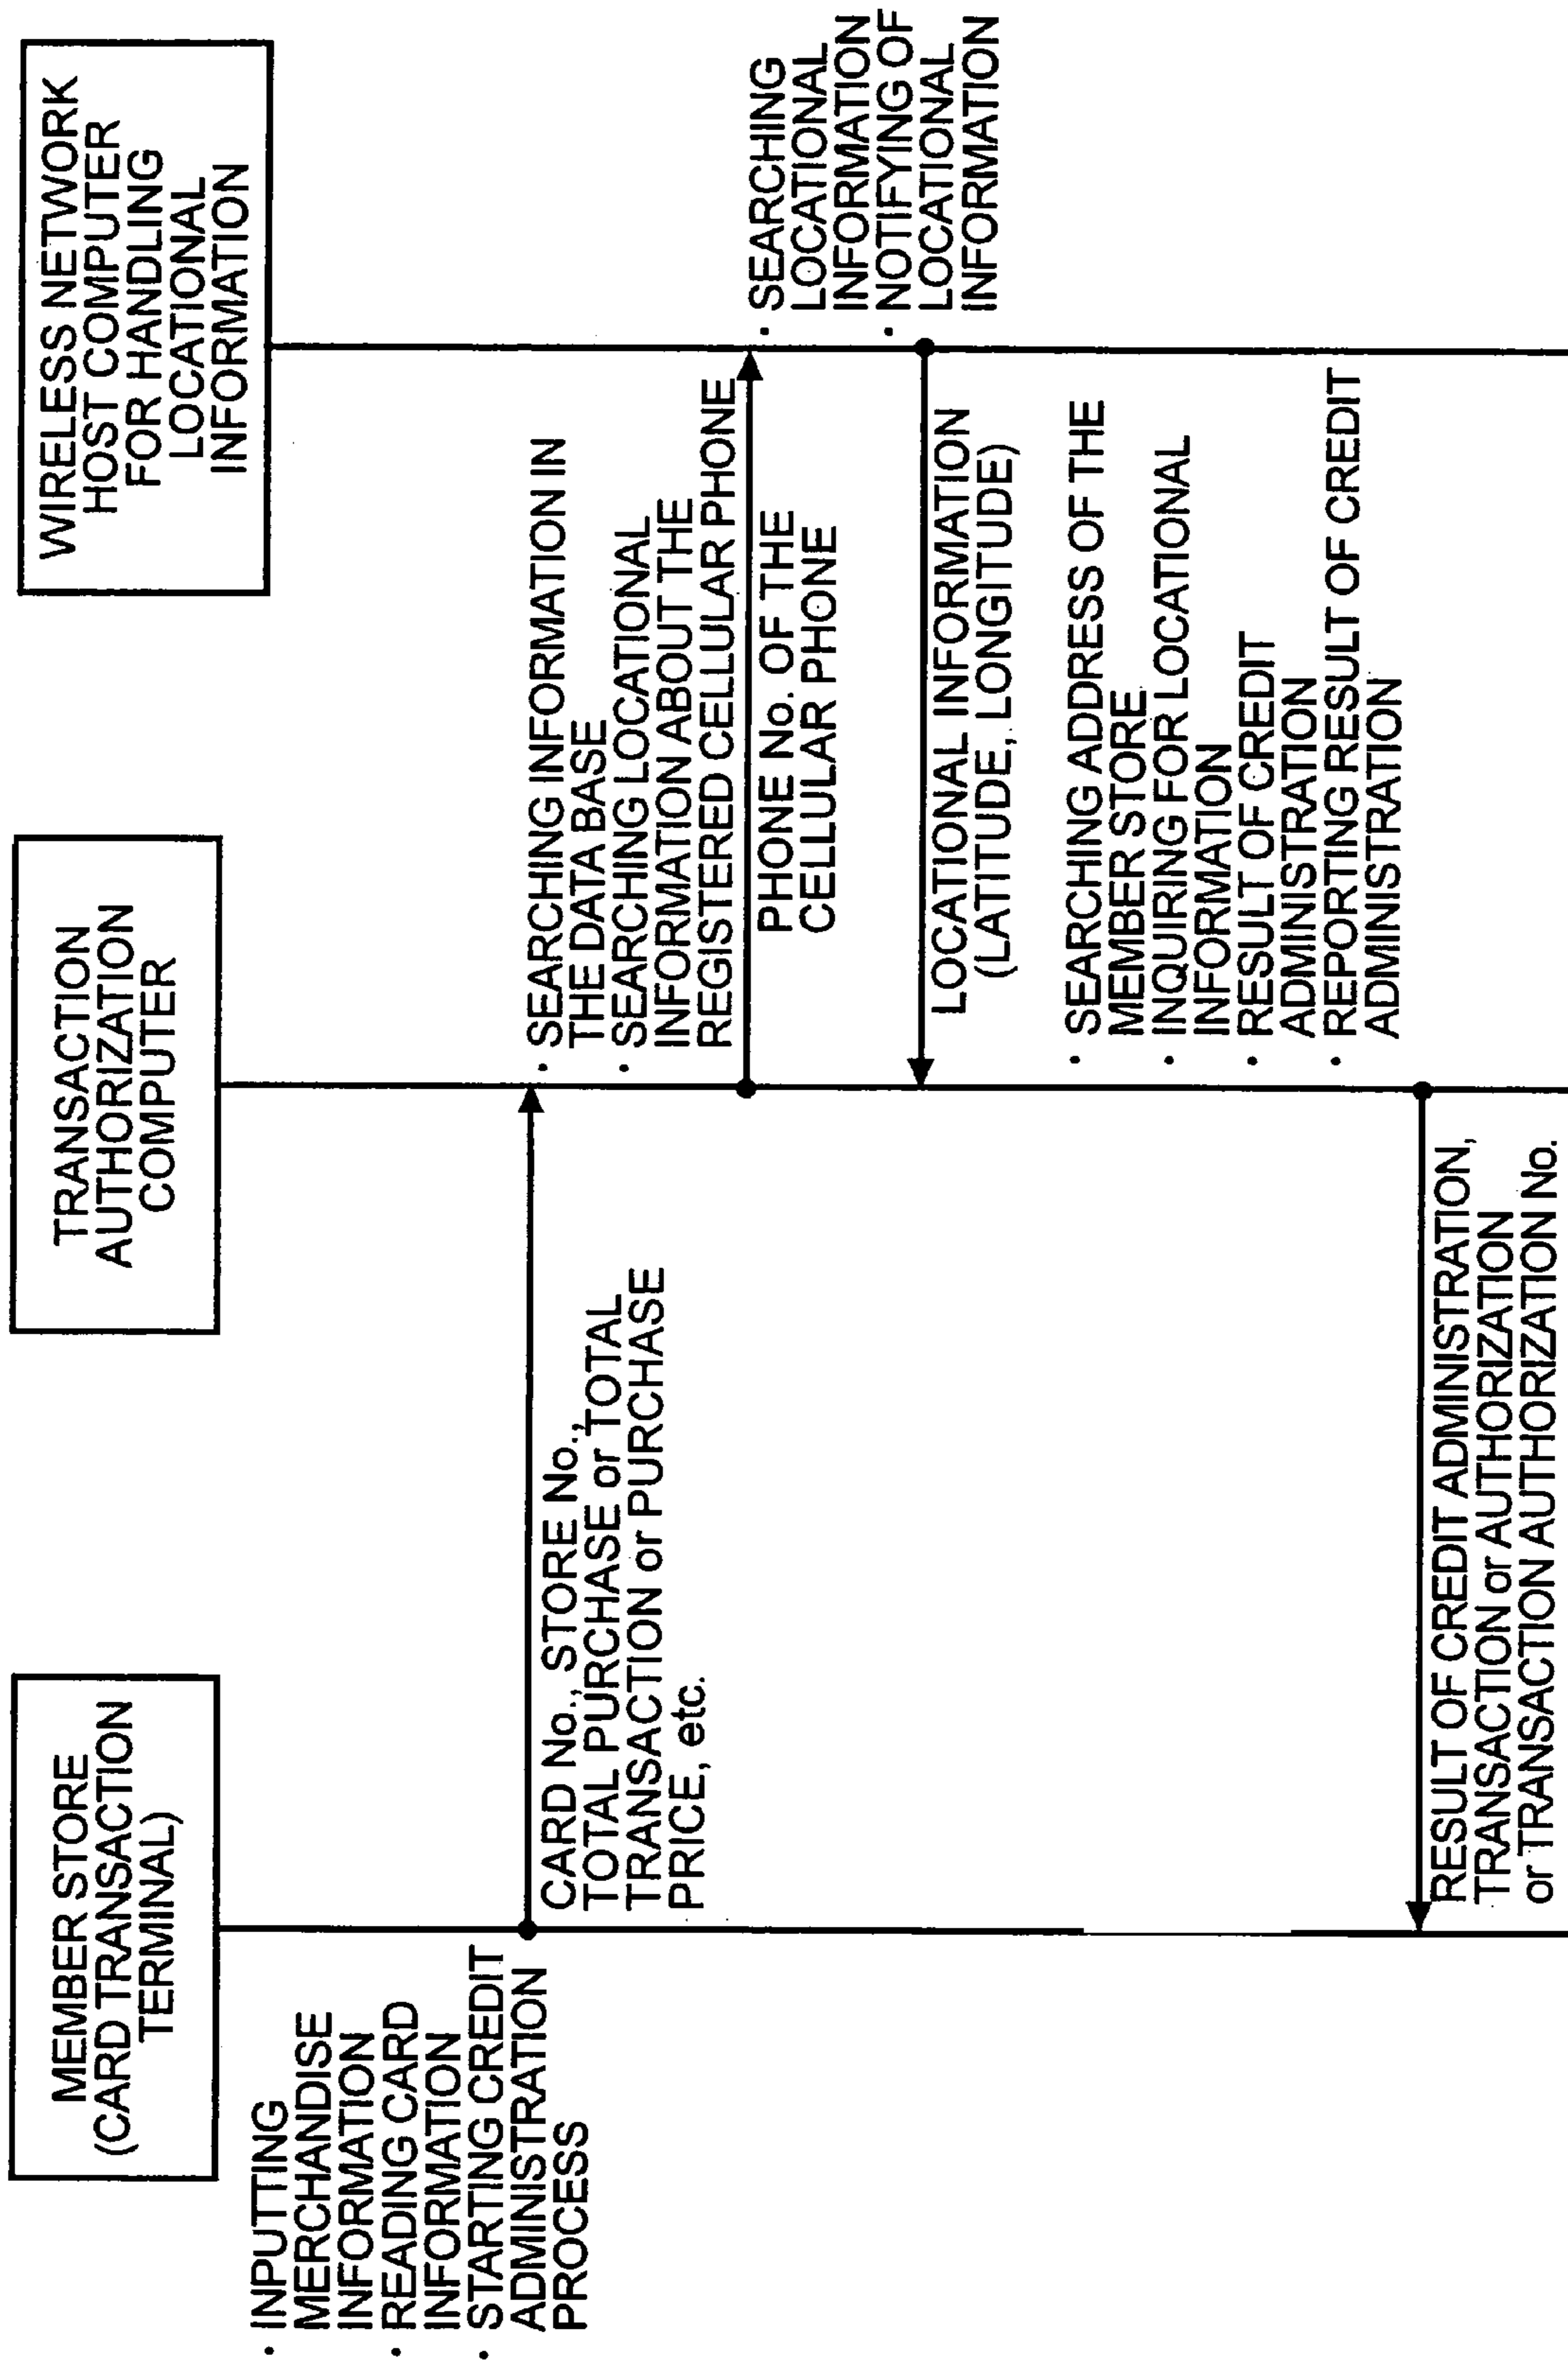 MEMBER STORE
(CARD TRANSACTION
TERMINAL)
TRANSACTION
AUTHORIZATION
COMPUTER
WIRELESS NETWORK
HOST COMPUTER
FOR HANDLING
LOCATIONAL
INFORMATION
· INPUTTING
MERCHANDISE
INFORMATION
· READING CARD
INFORMATION
· STARTING CREDIT
ADMINISTRATION
PROCESS
CARD No., STORE No.,
TOTAL PURCHASE or TOTAL
TRANSACTION or PURCHASE
PRICE, etc.
· SEARCHING INFORMATION IN
THE DATA BASE
· SEARCHING LOCATIONAL
INFORMATION ABOUT THE
REGISTERED CELLULAR PHONE
PHONE No. OF THE
CELLULAR PHONE
· SEARCHING
LOCATIONAL
INFORMATION
· NOTIFYING OF
LOCATIONAL
INFORMATION
LOCATIONAL INFORMATION
(LATITUDE, LONGITUDE)
· SEARCHING ADDRESS OF THE
MEMBER STORE
· INQUIRING FOR LOCATIONAL
INFORMATION
· RESULT OF CREDIT
ADMINISTRATION
· REPORTING RESULT OF CREDIT
ADMINISTRATION
RESULT OF CREDIT ADMINISTRATION,
TRANSACTION or AUTHORIZATION
or TRANSACTION AUTHORIZATION No.